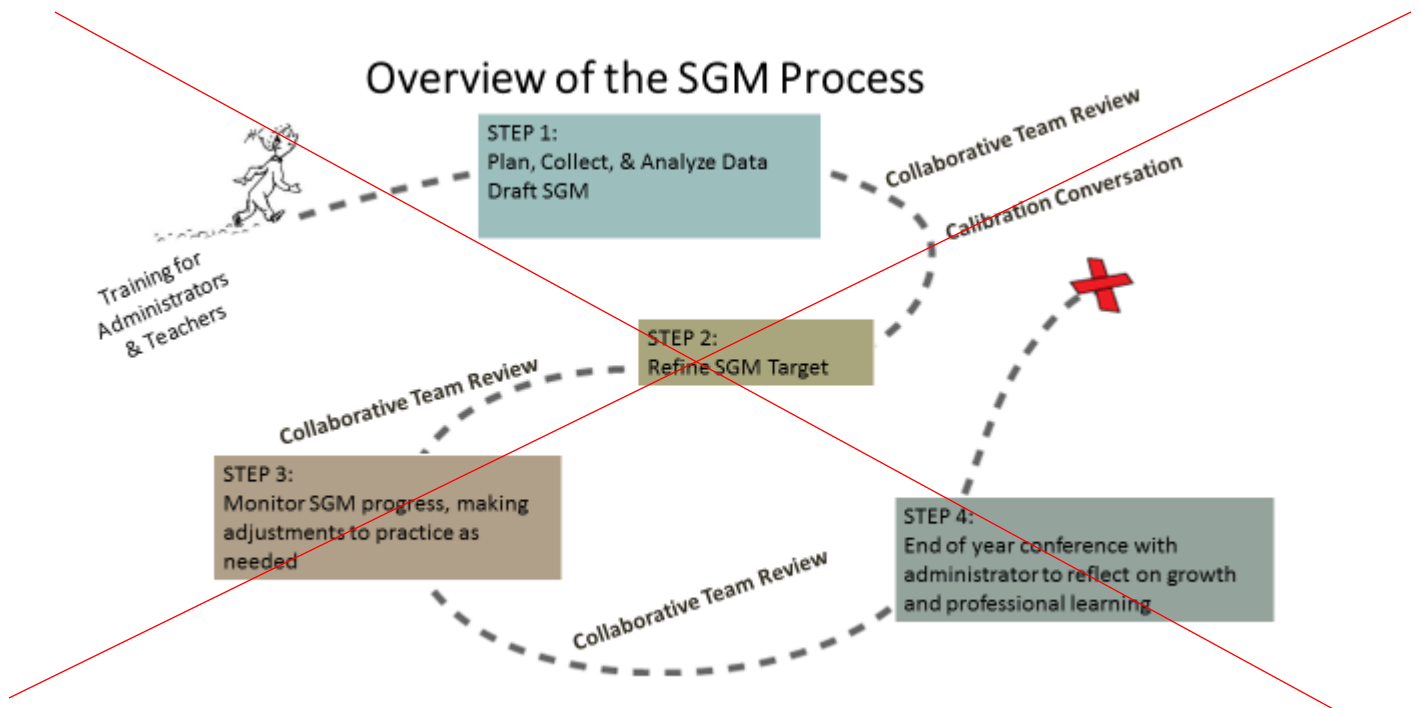 Overview of the SGM Process
Training for
Administrators
& Teachers
STEP 1:
Plan, Collect, & Analyze Data
Draft SGM
Collaborative Team Review
Calibration Conversation
STEP 2:
Refine SGM Target
Collaborative Team Review
STEP 3:
Monitor SGM progress, making
adjustments to practice as
needed
Collaborative Team Review
STEP 4:
End of year conference with
administrator to reflect on growth
and professional learning